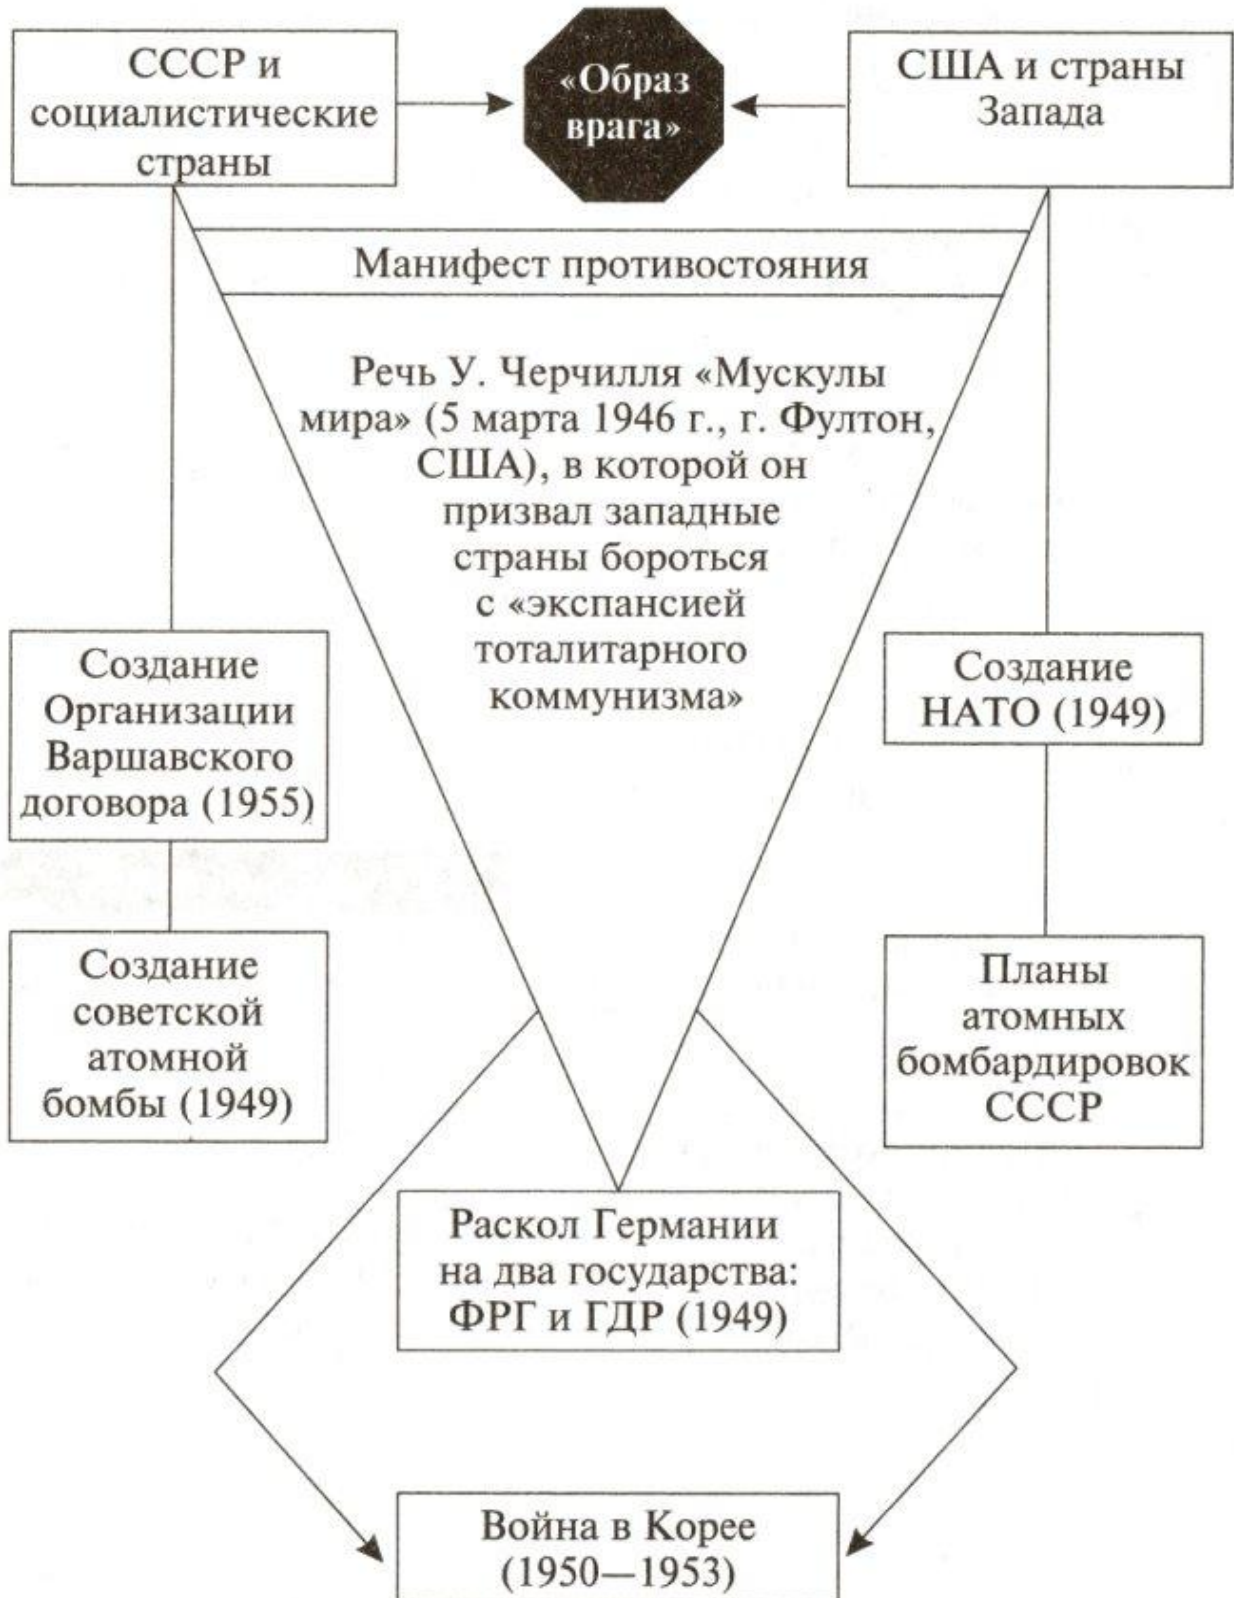 СССР и
социалистические
страны
«Образ
врага»
США и страны
Запада
Манифест противостояния
Речь У. Черчилля «Мускулы
мира» (5 марта 1946 г., г. Фултон,
США), в которой он
призвал западные
страны бороться
с «экспансией
тоталитарного
коммунизма»
Создание
Организации
Варшавского
договора (1955)
Создание
НАТО (1949)
Создание
советской
атомной
бомбы (1949)
Планы
атомных
бомбардировок
СССР
Раскол Германии
на два государства:
ФРГ и ГДР (1949)
Война в Корее
(1950—1953)